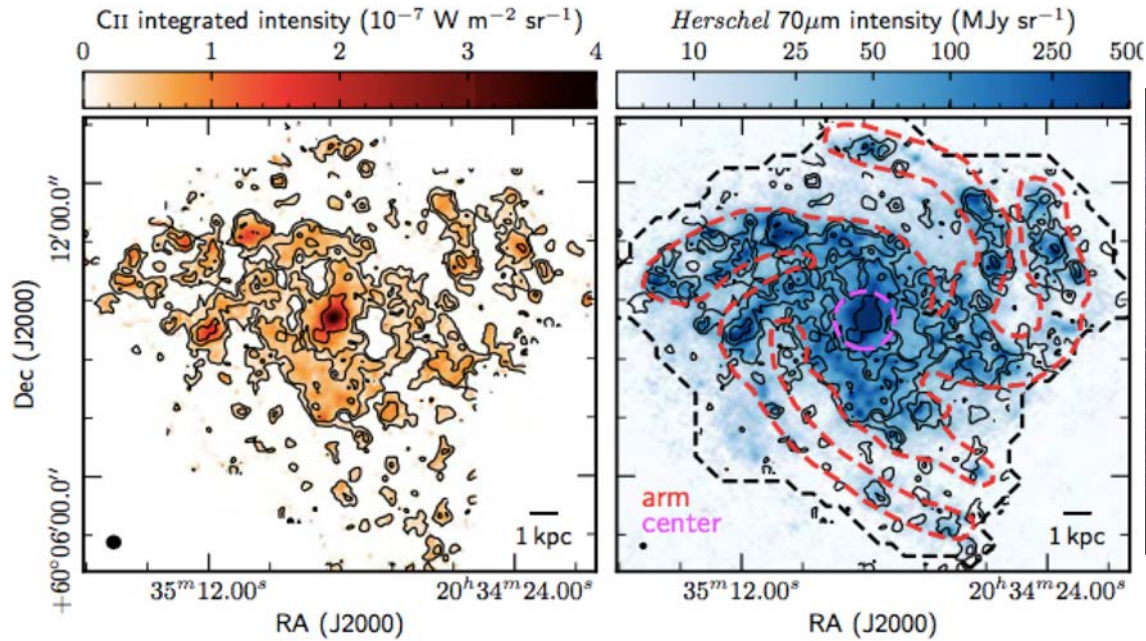 CII integrated intensity (10⁻⁷ W m⁻² sr⁻¹)
0 1 2 3 4
Herschel 70μm intensity (MJy sr⁻¹)
10 25 50 100 250 500
Dec (J2000)
12′00.0″
+60°06′00.0″
1 kpc
35ᵐ12.00ˢ 20ʰ34ᵐ24.00ˢ
RA (J2000)
arm
center
1 kpc
35ᵐ12.00ˢ 20ʰ34ᵐ24.00ˢ
RA (J2000)